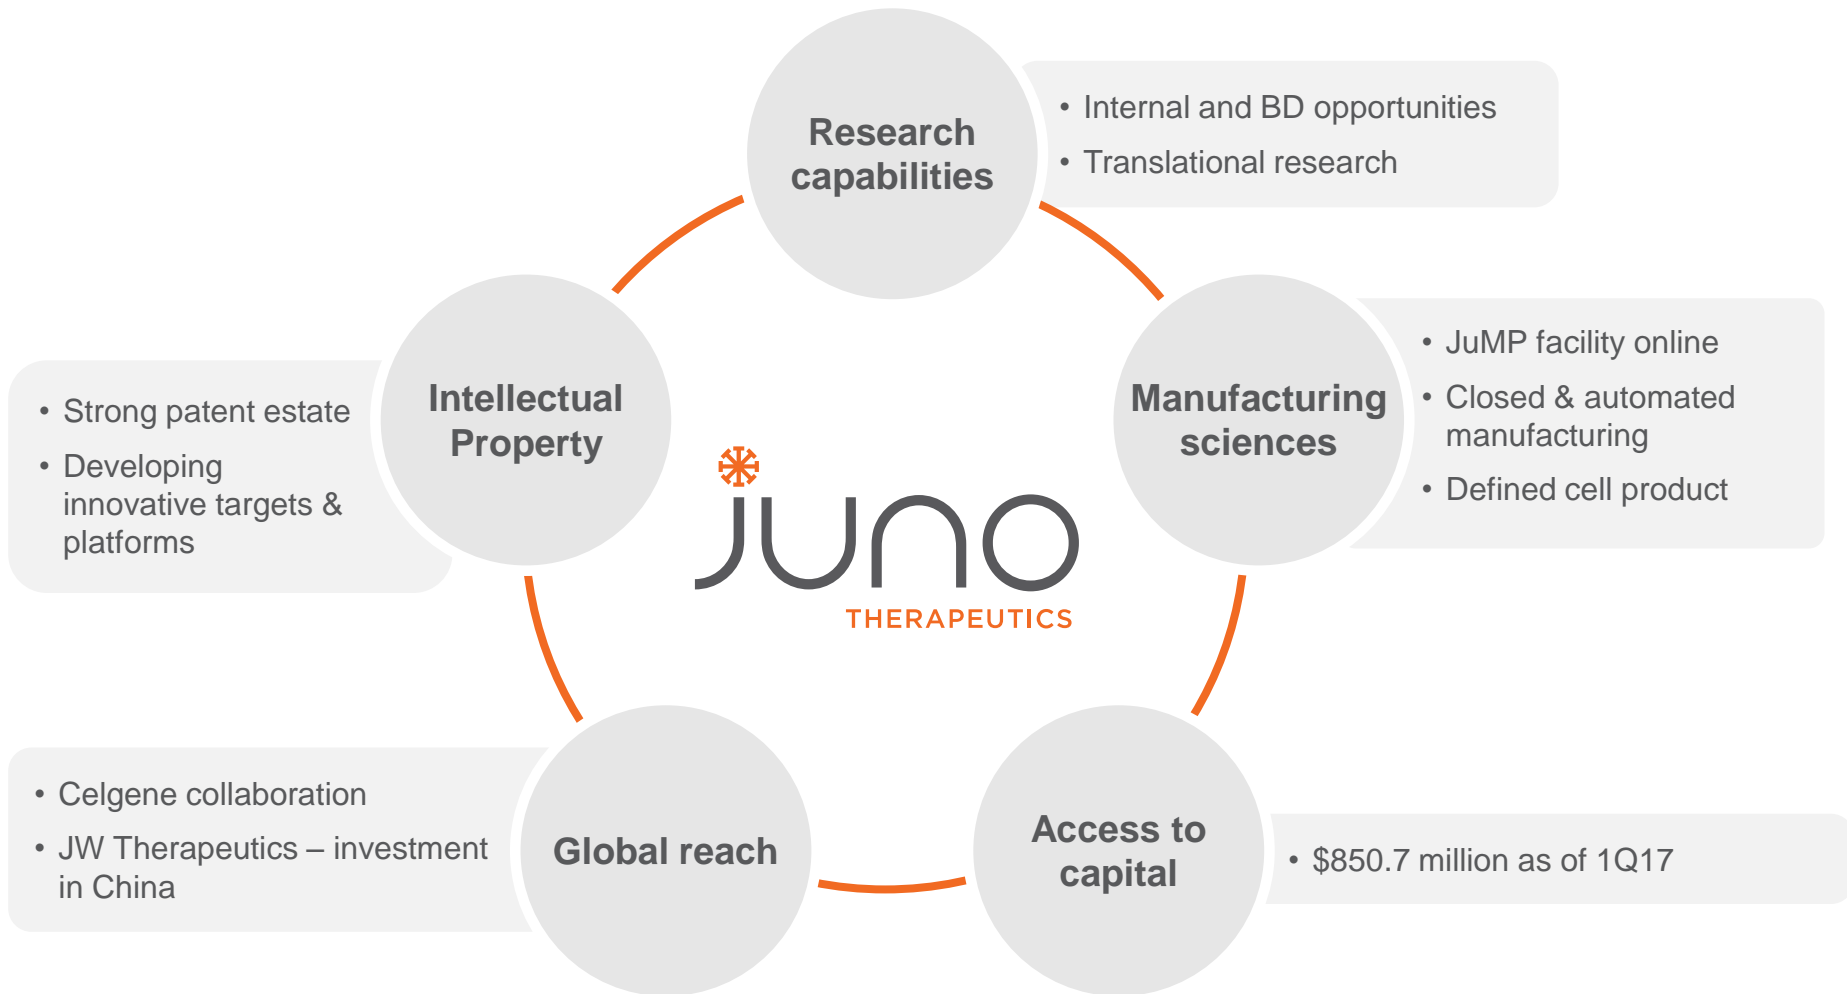 Research
capabilities
• Internal and BD opportunities
• Translational research
Manufacturing
sciences
• JuMP facility online
• Closed & automated
manufacturing
• Defined cell product
Access to
capital
• $850.7 million as of 1Q17
Global reach
• Celgene collaboration
• JW Therapeutics – investment
in China
Intellectual
Property
• Strong patent estate
• Developing
innovative targets &
platforms
juno
THERAPEUTICS